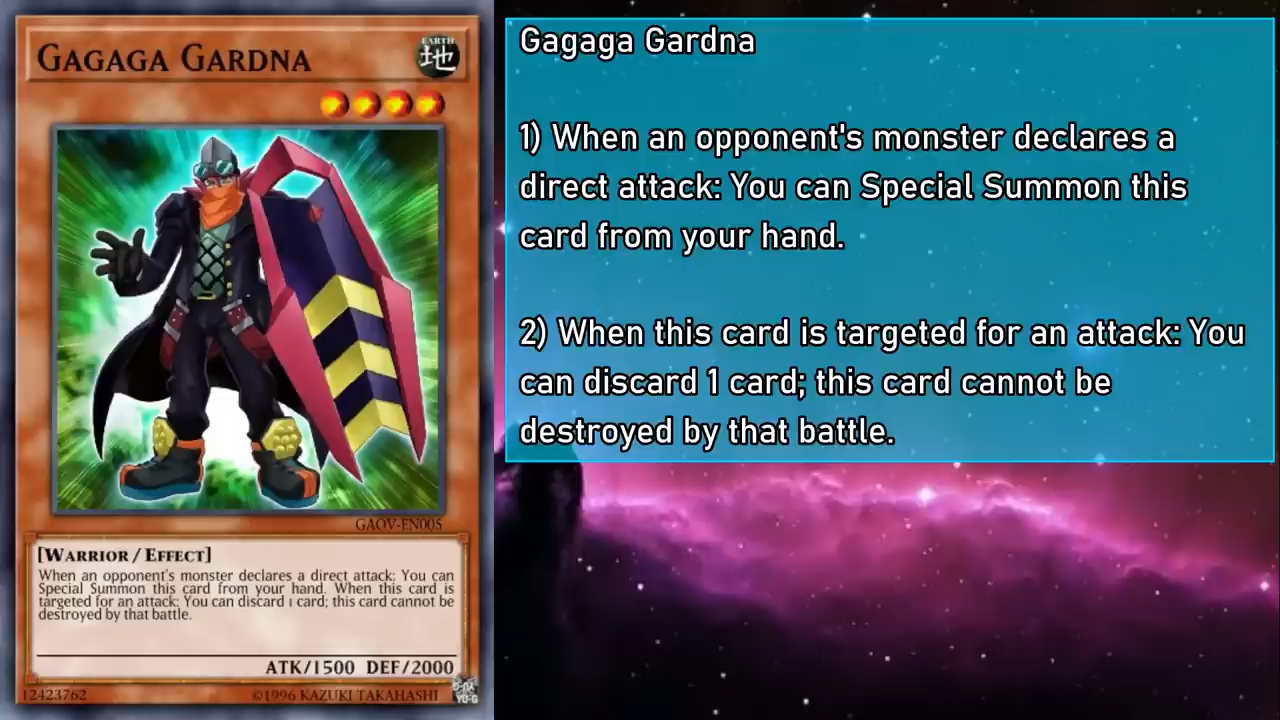 GAGAGA GARDNA
EARTH
地
GAOV-EN005
[WARRIOR / EFFECT]
When an opponent's monster declares a direct attack: You can
Special Summon this card from your hand. When this card is
targeted for an attack: You can discard 1 card; this card cannot be
destroyed by that battle.
ATK/1500 DEF/2000
12423762
©1996 KAZUKI TAKAHASHI
Gagaga Gardna
1) When an opponent's monster declares a
direct attack: You can Special Summon this
card from your hand.
2) When this card is targeted for an attack: You
can discard 1 card; this card cannot be
destroyed by that battle.